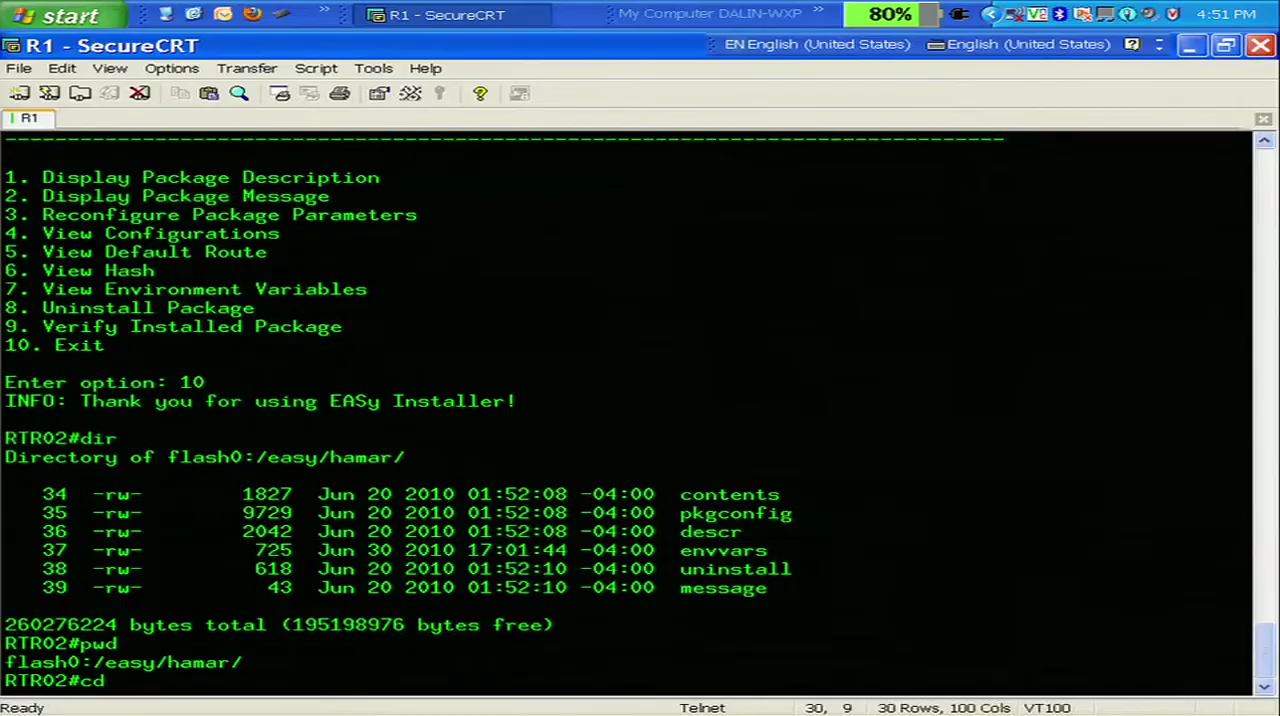 start
R1 - SecureCRT
My Computer DALIN-WXP
80%
4:51 PM
R1 - SecureCRT
EN English (United States)
English (United States)
File Edit View Options Transfer Script Tools Help
R1
1. Display Package Description
2. Display Package Message
3. Reconfigure Package Parameters
4. View Configurations
5. View Default Route
6. View Hash
7. View Environment Variables
8. Uninstall Package
9. Verify Installed Package
10. Exit
Enter option: 10
INFO: Thank you for using EASy Installer!
RTR02#dir
Directory of flash0:/easy/hamar/
34 -rw- 1827 Jun 20 2010 01:52:08 -04:00 contents
35 -rw- 9729 Jun 20 2010 01:52:08 -04:00 pkgconfig
36 -rw- 2042 Jun 20 2010 01:52:08 -04:00 descr
37 -rw- 725 Jun 30 2010 17:01:44 -04:00 envvars
38 -rw- 618 Jun 20 2010 01:52:10 -04:00 uninstall
39 -rw- 43 Jun 20 2010 01:52:10 -04:00 message
260276224 bytes total (195198976 bytes free)
RTR02#pwd
flash0:/easy/hamar/
RTR02#cd
Ready
Telnet
30, 9
30 Rows, 100 Cols
VT100